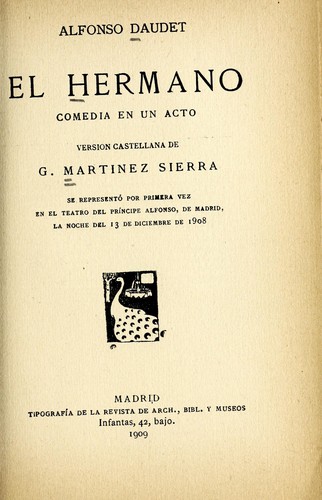 ALFONSO DAUDET
EL HERMANO
COMEDIA EN UN ACTO
VERSION CASTELLANA DE
G. MARTINEZ SIERRA
SE REPRESENTÓ POR PRIMERA VEZ
EN EL TEATRO DEL PRÍNCIPE ALFONSO, DE MADRID,
LA NOCHE DEL 13 DE DICIEMBRE DE 1908
MADRID
TIPOGRAFÍA DE LA REVISTA DE ARCH., BIBL. Y MUSEOS
Infantas, 42, bajo.
1909